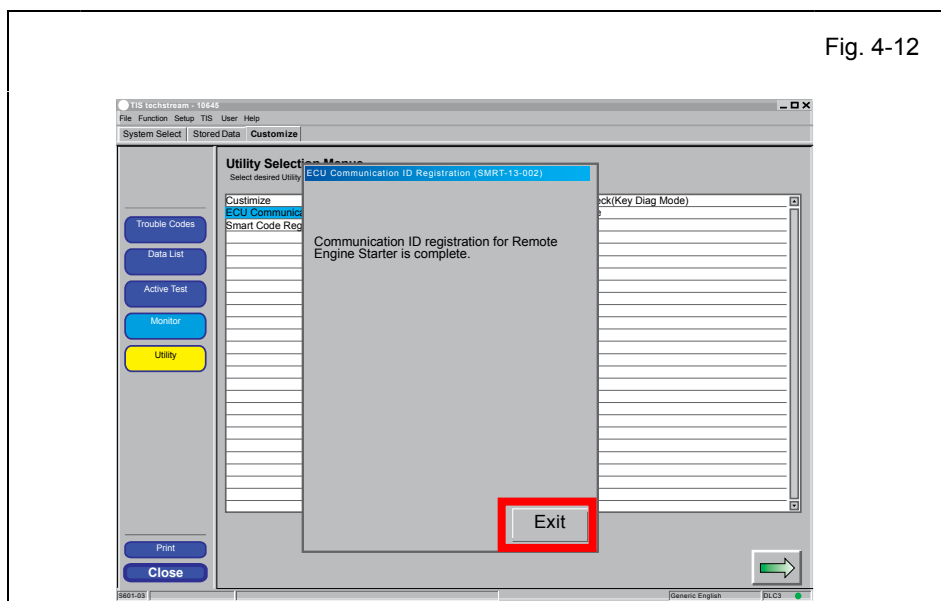 Fig. 4-12
TIS techstream - 10645
File Function Setup TIS User Help
System Select Stored Data Customize
Utility Selection Menus
Select desired Utility
ECU Communication ID Registration (SMRT-13-002)
Custimize
eck(Key Diag Mode)
ECU Communica
Smart Code Reg
Communication ID registration for Remote
Engine Starter is complete.
Trouble Codes
Data List
Active Test
Monitor
Utility
Exit
Print
Close
S601-03
Generic English
DLC3